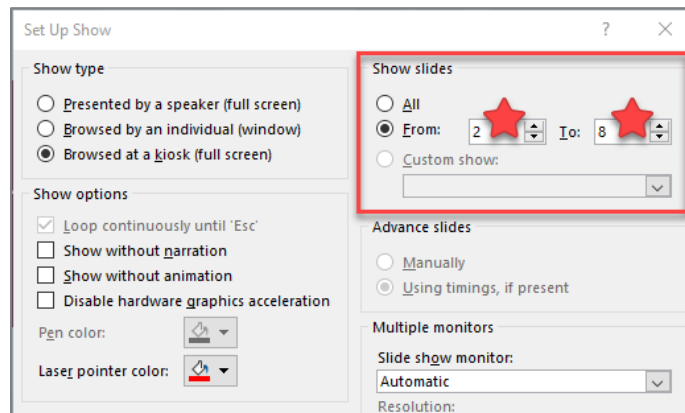 Set Up Show ?
Show type
Presented by a speaker (full screen)
Browsed by an individual (window)
Browsed at a kiosk (full screen)
Show options
Loop continuously until 'Esc'
Show without narration
Show without animation
Disable hardware graphics acceleration
Pen color:
Laser pointer color:
Show slides
All
From: 2 To: 8
Custom show:
Advance slides
Manually
Using timings, if present
Multiple monitors
Slide show monitor:
Automatic
Resolution: